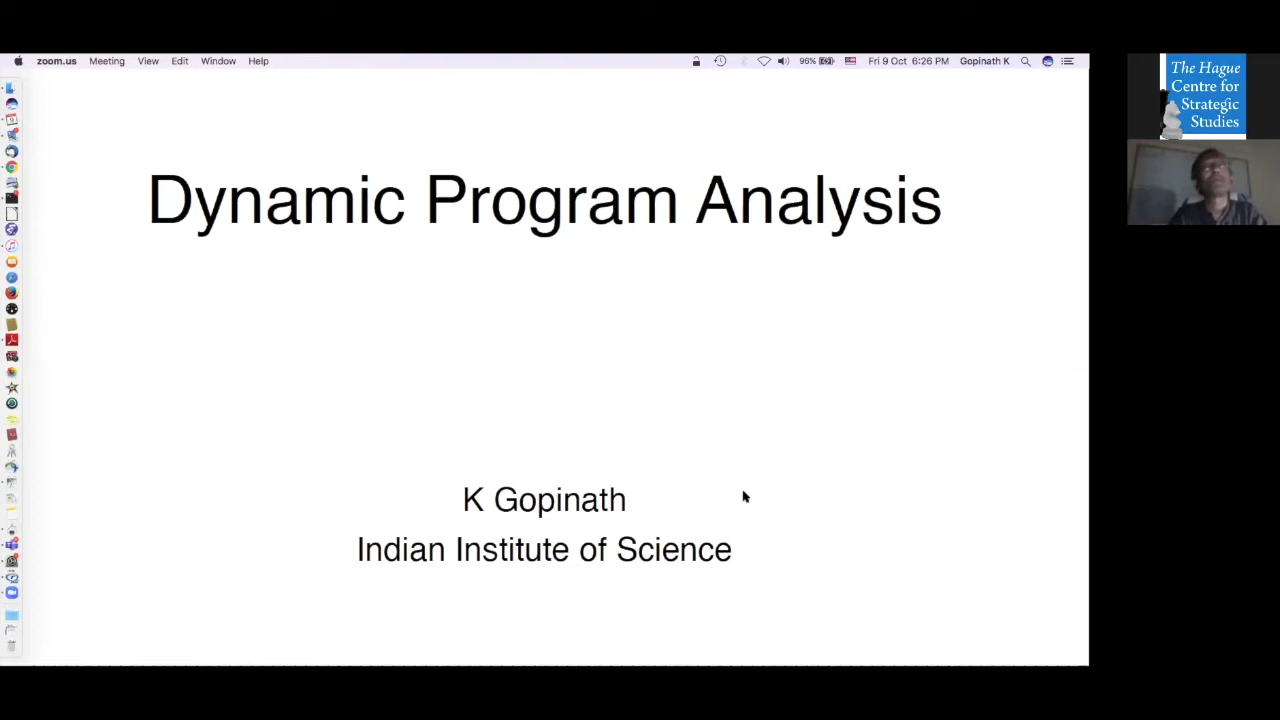 zoom.us Meeting View Edit Window Help 96% Fri 9 Oct 6:26 PM Gopinath K
The Hague
Centre for
Strategic
Studies
Dynamic Program Analysis
K Gopinath
Indian Institute of Science